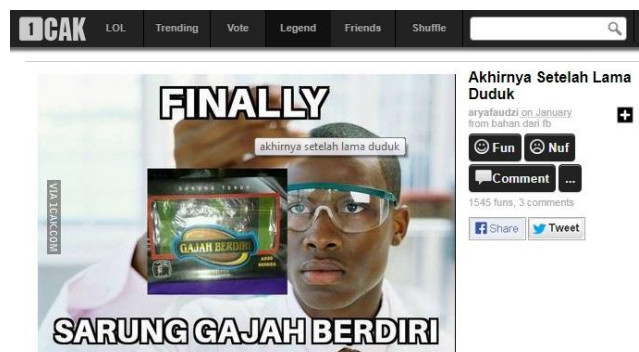 1CAK LOL Trending Vote Legend Friends Shuffle
Akhirnya Setelah Lama
Duduk
aryafaudzi on January
from bahan dari fb
Fun Nuf
Comment ...
1545 funs, 3 comments
Share Tweet
FINALLY
akhirnya setelah lama duduk
SARUNG TENUN
GAJAH BERDIRI
VIA 1CAK.COM
SARUNG GAJAH BERDIRI